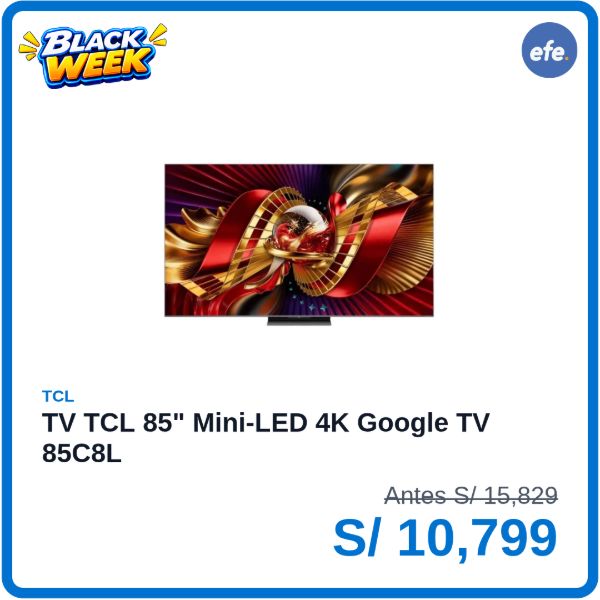 BLACK
WEEK
efe.
TCL
TV TCL 85" Mini-LED 4K Google TV
85C8L
Antes S/ 15,829
S/ 10,799